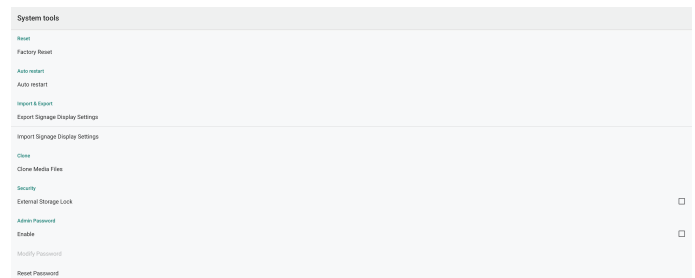 System tools
Reset
Factory Reset
Auto restart
Auto restart
Import & Export
Export Signage Display Settings
Import Signage Display Settings
Clone
Clone Media Files
Security
External Storage Lock
Admin Password
Enable
Modify Password
Reset Password